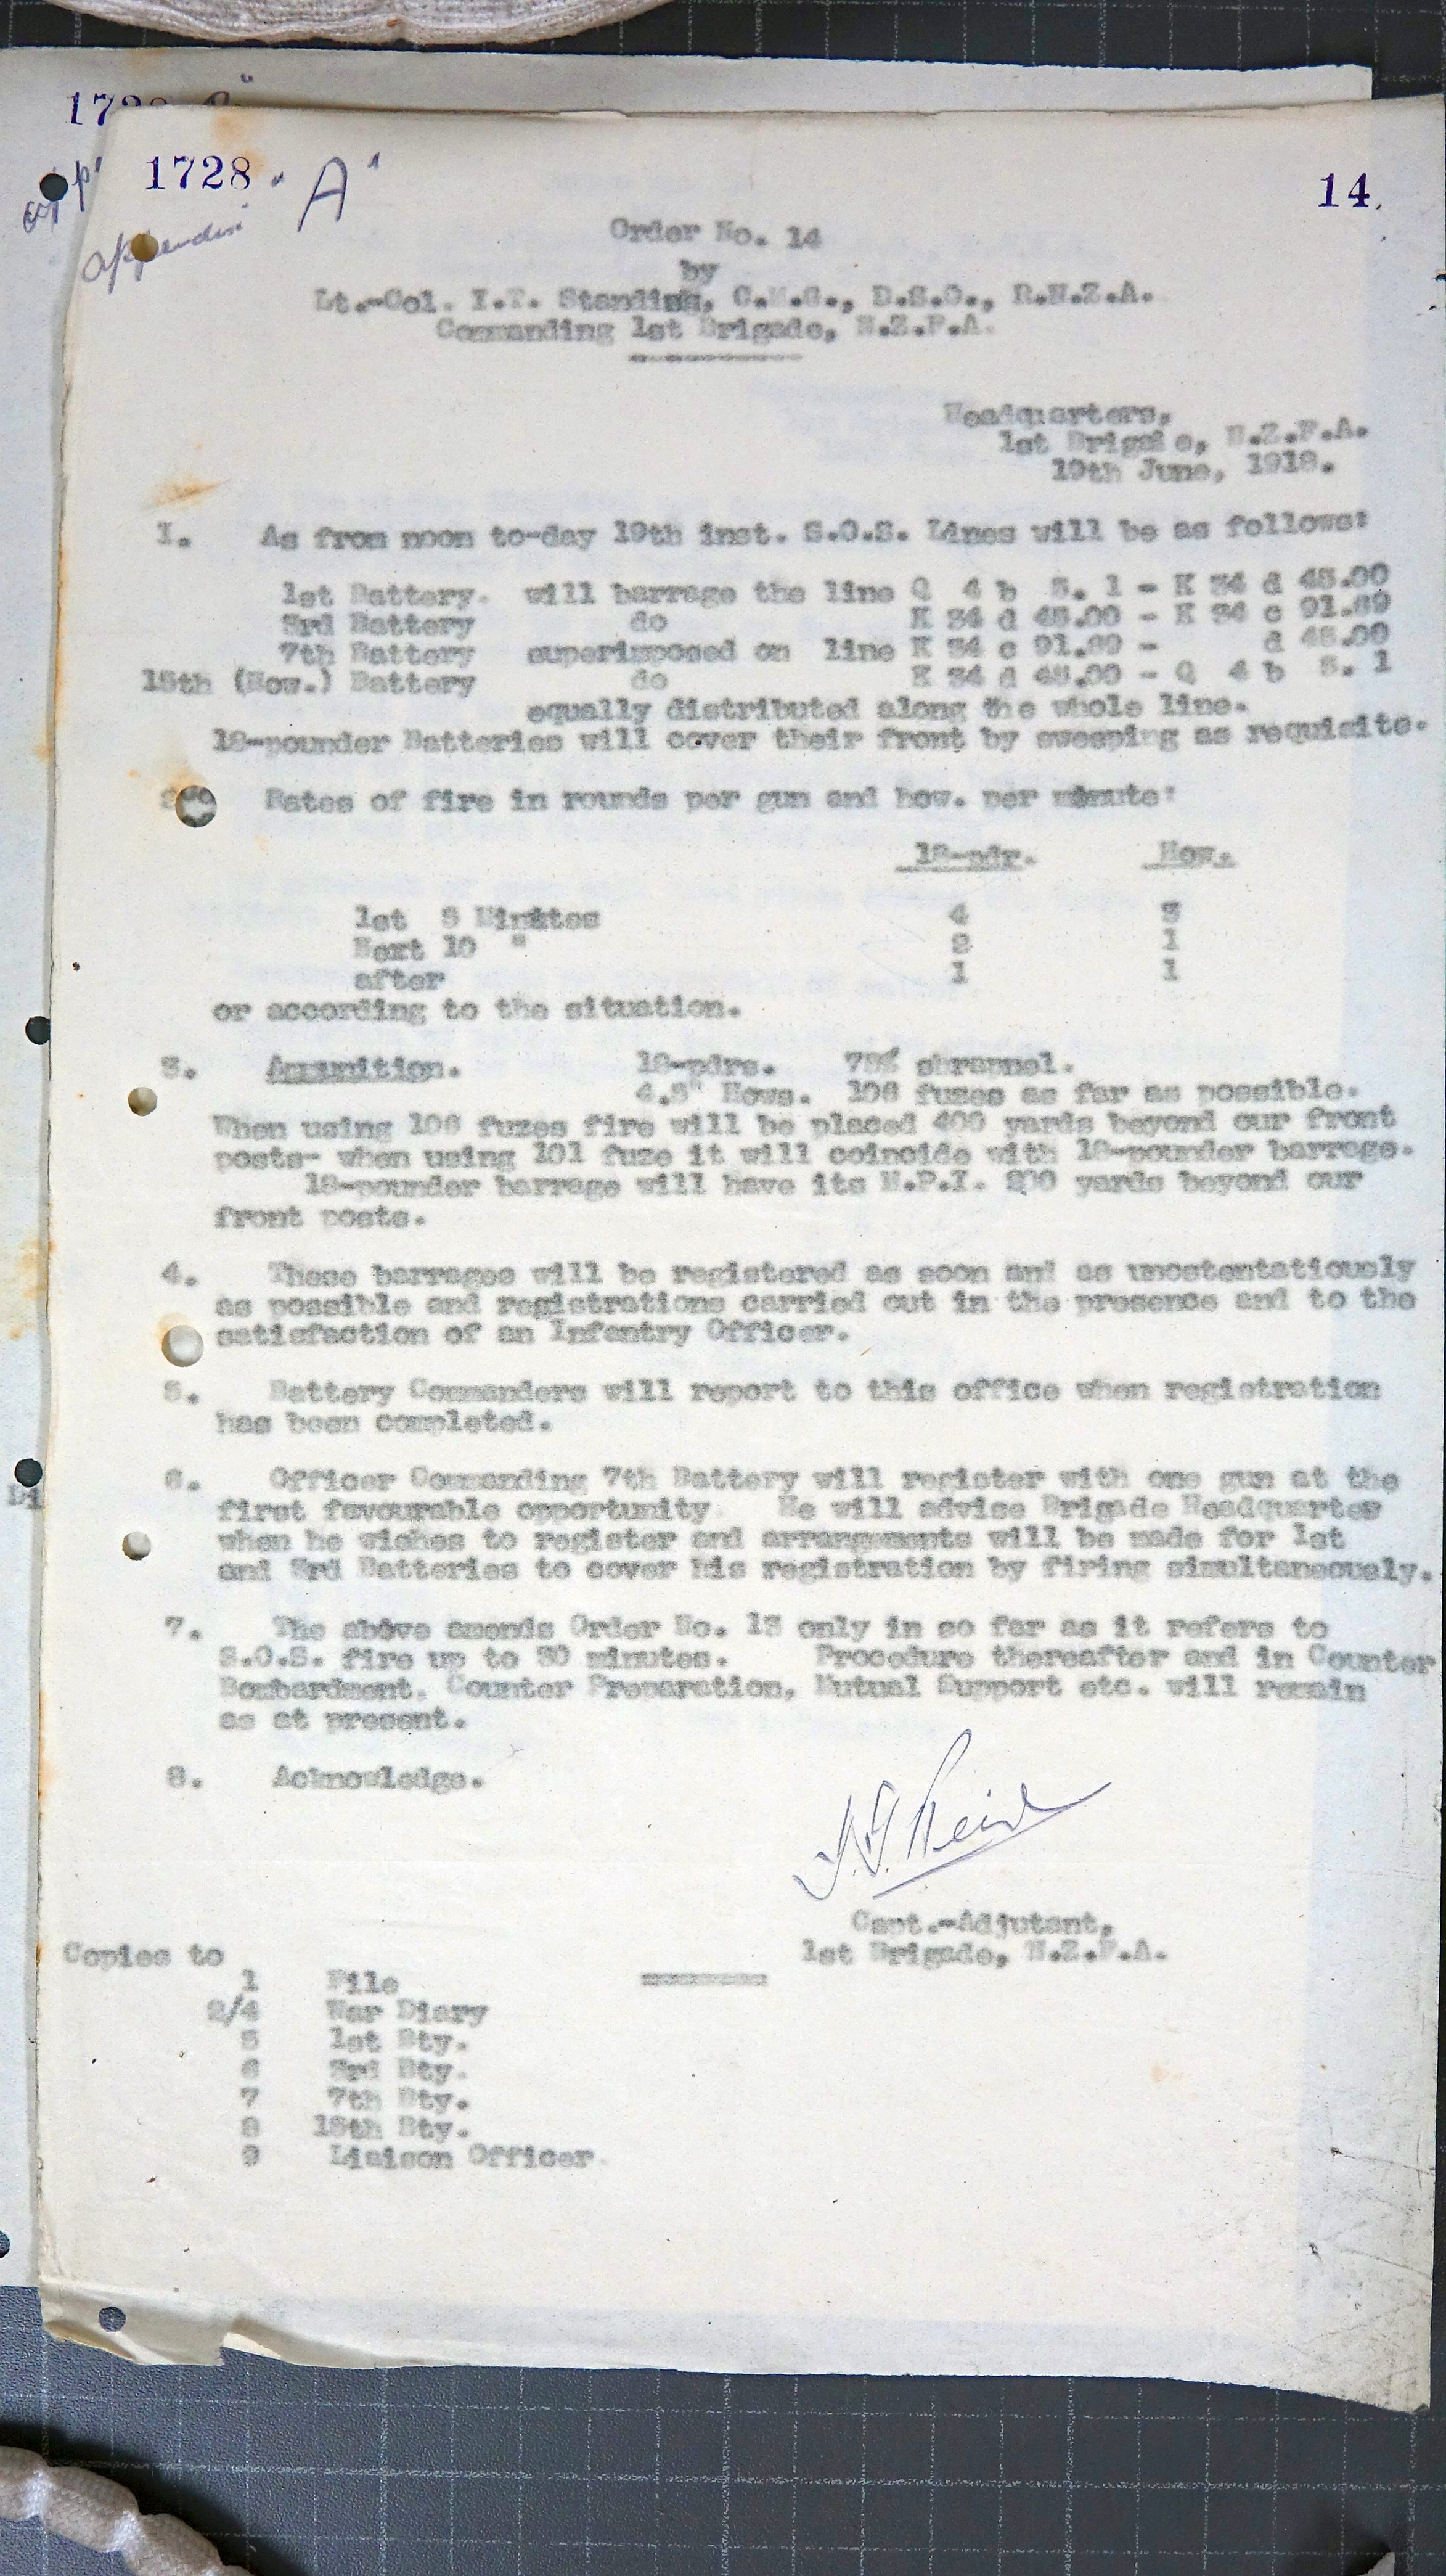 1728 "A"
14.
appendix
Order No. 14
by
Lt.-Col. I.T. Standish, C.M.G., D.S.O., R.N.Z.A.
Commanding 1st Brigade, N.Z.F.A.
Headquarters,
1st Brigade, N.Z.F.A.
19th June, 1918.
1. As from noon to-day 19th inst. S.O.S. Lines will be as follows:
1st Battery. will barrage the line Q 4 b 5. 1 - K 34 d 45.00
3rd Battery do K 34 d 45.00 - K 34 c 91.89
7th Battery superimposed on line K 34 c 91.89 - d 45.00
15th (How.) Battery do K 34 d 45.00 - Q 4 b 5. 1
equally distributed along the whole line.
18-pounder Batteries will cover their front by sweeping as requisite.
Rates of fire in rounds per gun and how. per minute:
18-pdr. How.
1st 5 Minutes 4 3
Next 10 " 2 1
after 1 1
or according to the situation.
3. Ammunition. 18-pdrs. 75% shrapnel.
4.5" Hows. 106 fuzes as far as possible.
When using 106 fuzes fire will be placed 400 yards beyond our front
posts- when using 101 fuze it will coincide with 18-pounder barrage.
18-pounder barrage will have its M.P.I. 200 yards beyond our
front posts.
4. These barrages will be registered as soon and as unostentatiously
as possible and registrations carried out in the presence and to the
satisfaction of an Infantry Officer.
5. Battery Commanders will report to this office when registration
has been completed.
6. Officer Commanding 7th Battery will register with one gun at the
first favourable opportunity. He will advise Brigade Headquartes
when he wishes to register and arrangements will be made for 1st
and 3rd Batteries to cover his registration by firing simultaneously.
7. The above amends Order No. 13 only in so far as it refers to
S.O.S. fire up to 30 minutes. Procedure thereafter and in Counter
Bombardment, Counter Preparation, Mutual Support etc. will remain
as at present.
8. Acknowledge.
Capt.-Adjutant,
1st Brigade, N.Z.F.A.
Copies to
1 File
2/4 War Diary
5 1st Bty.
6 3rd Bty.
7 7th Bty.
8 15th Bty.
9 Liaison Officer.